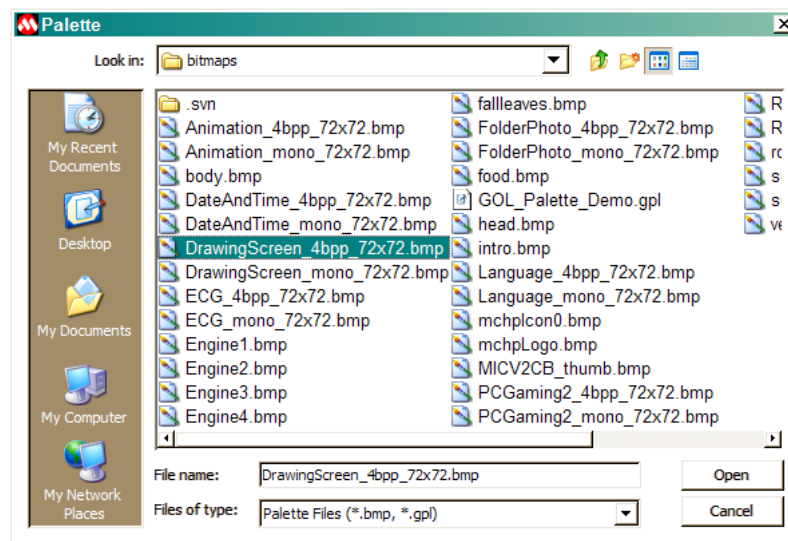 Palette
Look in:
bitmaps
My Recent
Documents
Desktop
My Documents
My Computer
My Network
Places
.svn
Animation_4bpp_72x72.bmp
Animation_mono_72x72.bmp
body.bmp
DateAndTime_4bpp_72x72.bmp
DateAndTime_mono_72x72.bmp
DrawingScreen_4bpp_72x72.bmp
DrawingScreen_mono_72x72.bmp
ECG_4bpp_72x72.bmp
ECG_mono_72x72.bmp
Engine1.bmp
Engine2.bmp
Engine3.bmp
Engine4.bmp
fallleaves.bmp
FolderPhoto_4bpp_72x72.bmp
FolderPhoto_mono_72x72.bmp
food.bmp
GOL_Palette_Demo.gpl
head.bmp
intro.bmp
Language_4bpp_72x72.bmp
Language_mono_72x72.bmp
mchpIcon0.bmp
mchpLogo.bmp
MICV2CB_thumb.bmp
PCGaming2_4bpp_72x72.bmp
PCGaming2_mono_72x72.bmp
File name:
DrawingScreen_4bpp_72x72.bmp
Open
Files of type:
Palette Files (*.bmp, *.gpl)
Cancel